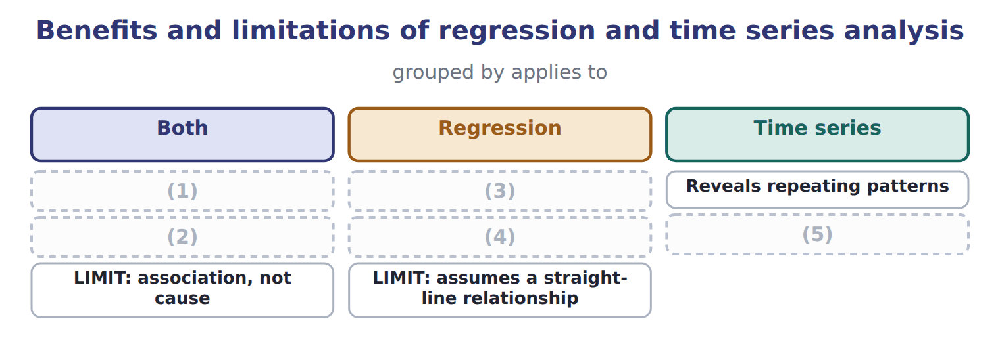 Benefits and limitations of regression and time series analysis
grouped by applies to
Both
Regression
Time series
(1)
(2)
LIMIT: association, not
cause
(3)
(4)
LIMIT: assumes a straight-
line relationship
Reveals repeating patterns
(5)